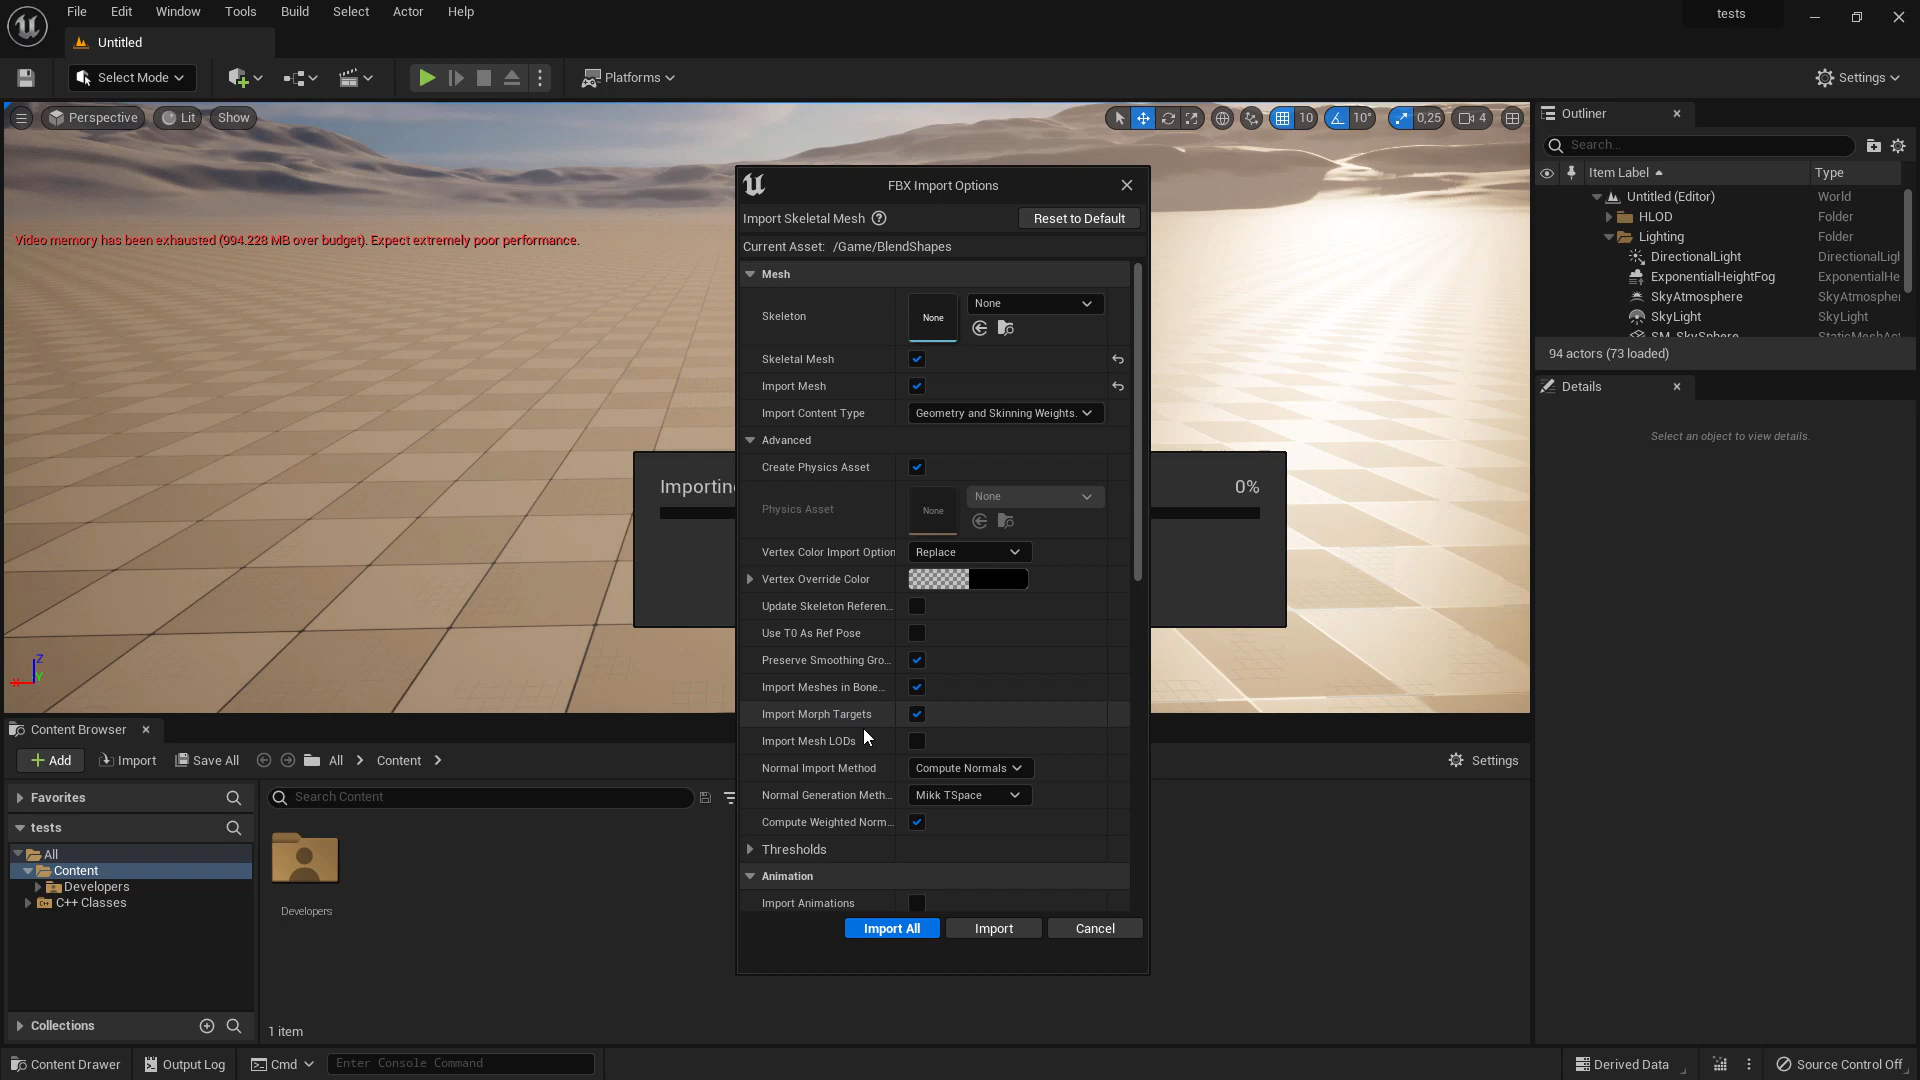 File Edit Window Tools Build Select Actor Help
tests
Untitled
Select Mode
Platforms
Settings
Perspective
Lit
Show
10
10°
0,25
4
Video memory has been exhausted (994.228 MB over budget). Expect extremely poor performance.
Outliner
Search...
Item Label
Type
Untitled (Editor)
World
HLOD
Folder
Lighting
Folder
DirectionalLight
DirectionalLigl
ExponentialHeightFog
ExponentialHe
SkyAtmosphere
SkyAtmospher
SkyLight
SkyLight
94 actors (73 loaded)
Details
Select an object to view details.
Importing
0%
FBX Import Options
Import Skeletal Mesh
Reset to Default
Current Asset: /Game/BlendShapes
Mesh
Skeleton
None
None
Skeletal Mesh
Import Mesh
Import Content Type
Geometry and Skinning Weights.
Advanced
Create Physics Asset
Physics Asset
None
None
Vertex Color Import Option
Replace
Vertex Override Color
Update Skeleton Referen...
Use T0 As Ref Pose
Preserve Smoothing Gro...
Import Meshes in Bone...
Import Morph Targets
Import Mesh LODs
Normal Import Method
Compute Normals
Normal Generation Meth...
Mikk TSpace
Compute Weighted Norm...
Thresholds
Animation
Import Animations
Import All
Import
Cancel
Z
X
Y
Content Browser
Add
Import
Save All
All
Content
Settings
Favorites
Search Content
tests
All
Content
Developers
C++ Classes
Developers
Collections
1 item
Content Drawer
Output Log
Cmd
Enter Console Command
Derived Data
Source Control Off